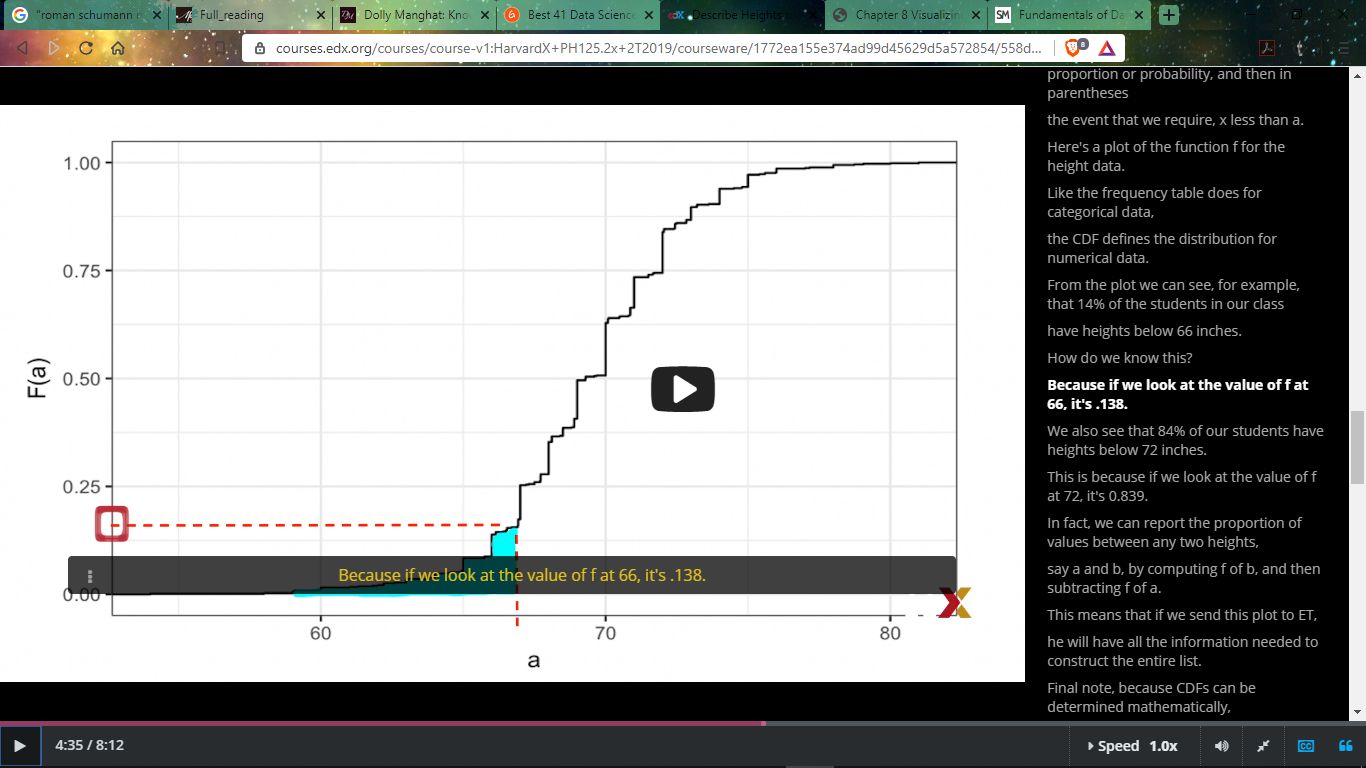 "roman schumann
Full_reading
Dolly Manghat: Kno
Best 41 Data Science
Describe Heights
Chapter 8 Visualizin
SM
Fundamentals of Da
courses.edx.org/courses/course-v1:HarvardX+PH125.2x+2T2019/courseware/1772ea155e374ad99d45629d5a572854/558d...
8
1.00
0.75
0.50
0.25
0.00
F(a)
60
70
80
a
Because if we look at the value of f at 66, it's .138.
proportion or probability, and then in
parentheses
the event that we require, x less than a.
Here's a plot of the function f for the
height data.
Like the frequency table does for
categorical data,
the CDF defines the distribution for
numerical data.
From the plot we can see, for example,
that 14% of the students in our class
have heights below 66 inches.
How do we know this?
Because if we look at the value of f at
66, it's .138.
We also see that 84% of our students have
heights below 72 inches.
This is because if we look at the value of f
at 72, it's 0.839.
In fact, we can report the proportion of
values between any two heights,
say a and b, by computing f of b, and then
subtracting f of a.
This means that if we send this plot to ET,
he will have all the information needed to
construct the entire list.
Final note, because CDFs can be
determined mathematically,
4:35 / 8:12
Speed 1.0x
CC